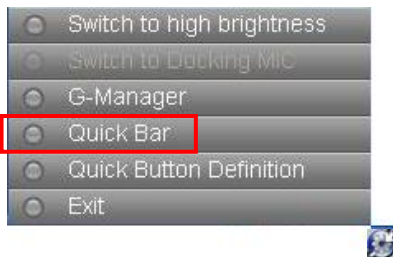 Switch to high brightness
Switch to Docking MIC
G-Manager
Quick Bar
Quick Button Definition
Exit